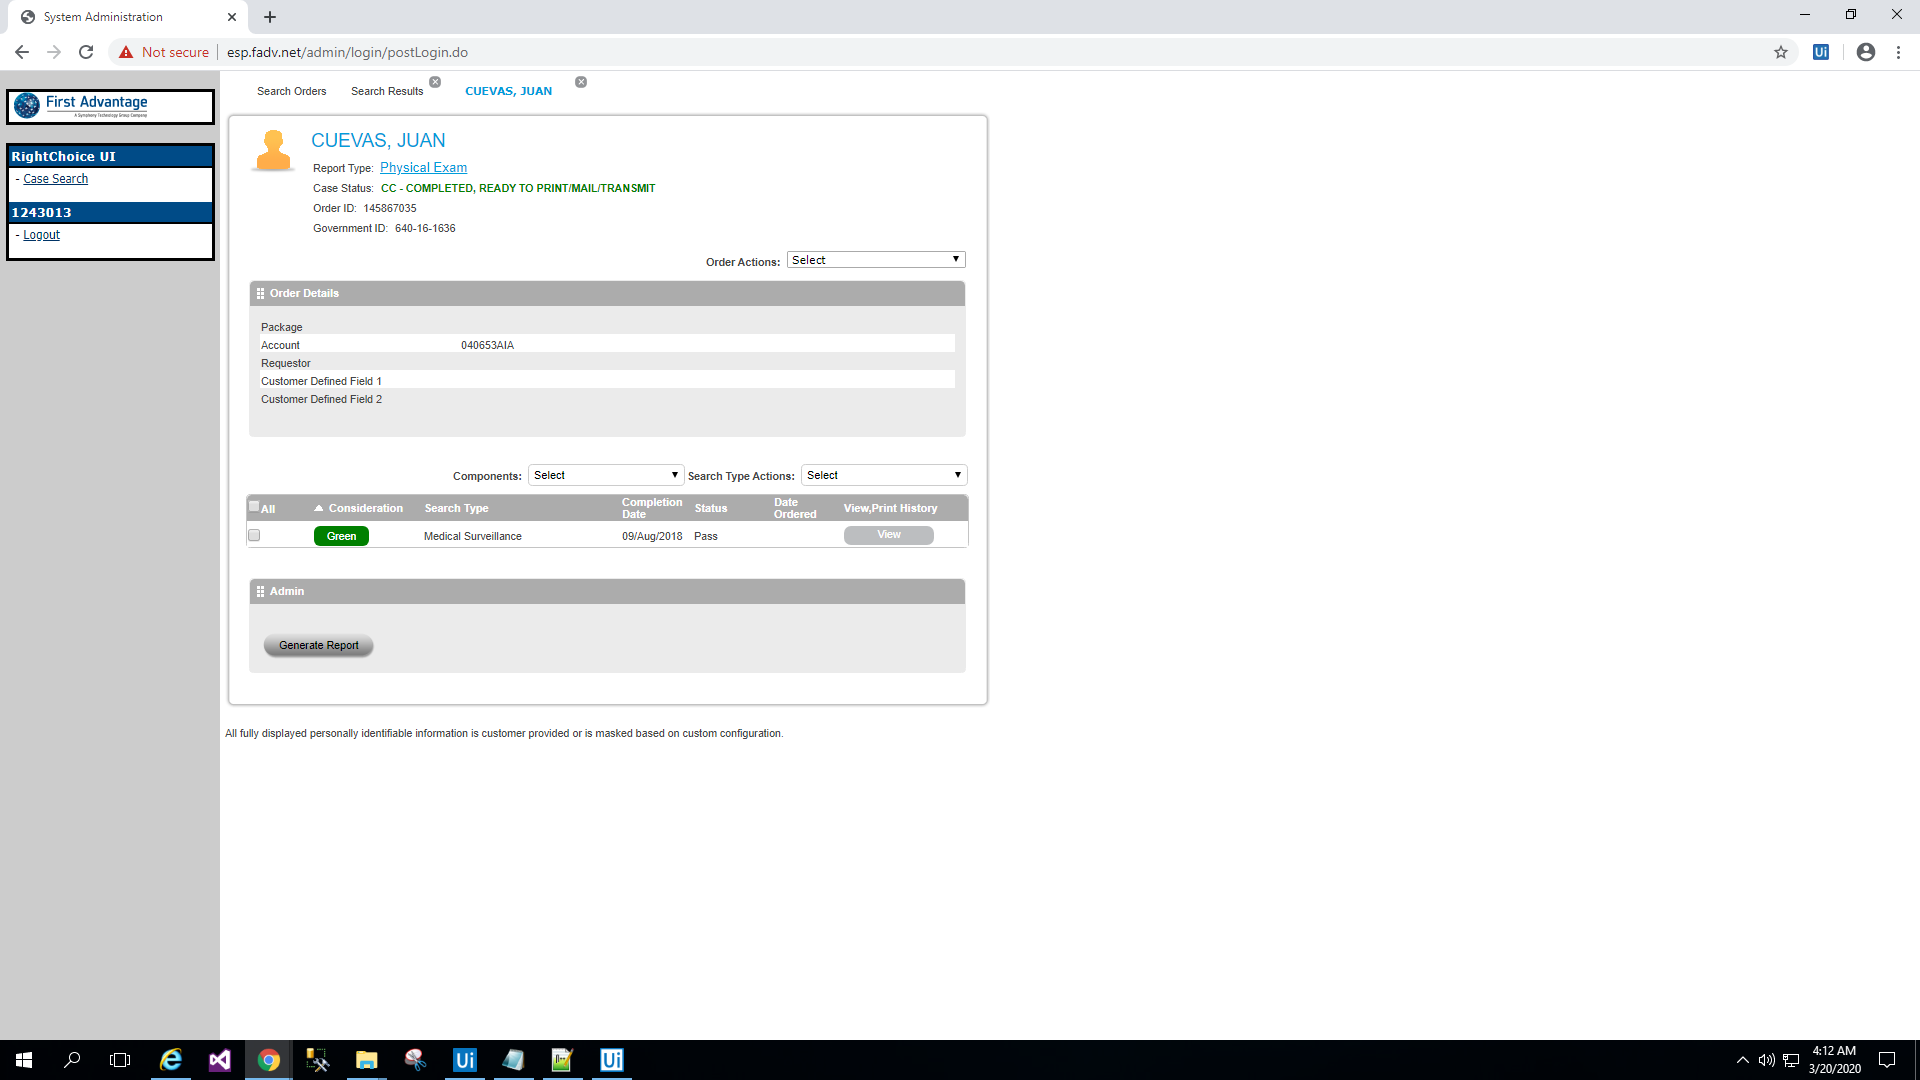 System Administration
Not secure
esp.fadv.net/admin/login/postLogin.do
Ui
First Advantage
A Symphony Technology Group Company
RightChoice UI
- Case Search
1243013
- Logout
Search Orders
Search Results
CUEVAS, JUAN
CUEVAS, JUAN
Report Type: Physical Exam
Case Status: CC - COMPLETED, READY TO PRINT/MAIL/TRANSMIT
Order ID: 145867035
Government ID: 640-16-1636
Order Actions: Select
Order Details
Package
Account 040653AIA
Requestor
Customer Defined Field 1
Customer Defined Field 2
Components: Select Search Type Actions: Select
All Consideration Search Type Completion Date Status Date Ordered View,Print History
Green Medical Surveillance 09/Aug/2018 Pass View
Admin
Generate Report
All fully displayed personally identifiable information is customer provided or is masked based on custom configuration.
Ui
Ui
4:12 AM
3/20/2020